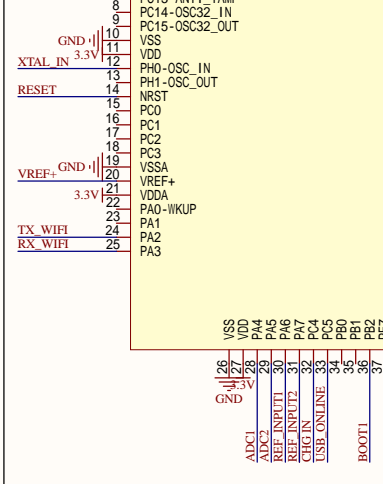 8 PC13-ANTI_TAMP
9 PC14-OSC32_IN
PC15-OSC32_OUT
GND 10 VSS
3.3V 11 VDD
XTAL_IN 12 PH0-OSC_IN
13 PH1-OSC_OUT
RESET 14 NRST
15 PC0
16 PC1
17 PC2
18 PC3
GND 19 VSSA
VREF+ 20 VREF+
3.3V 21 VDDA
22 PA0-WKUP
23 PA1
TX_WIFI 24 PA2
RX_WIFI 25 PA3
VSS 26 GND
VDD 27 3.3V
PA4 28 ADC1
PA5 29 ADC2
PA6 30 REF_INPUT1
PA7 31 REF_INPUT2
PC4 32 CHG IN
PC5 33 USB_ONLINE
PB0 34
PB1 35
PB2 36 BOOT1
37